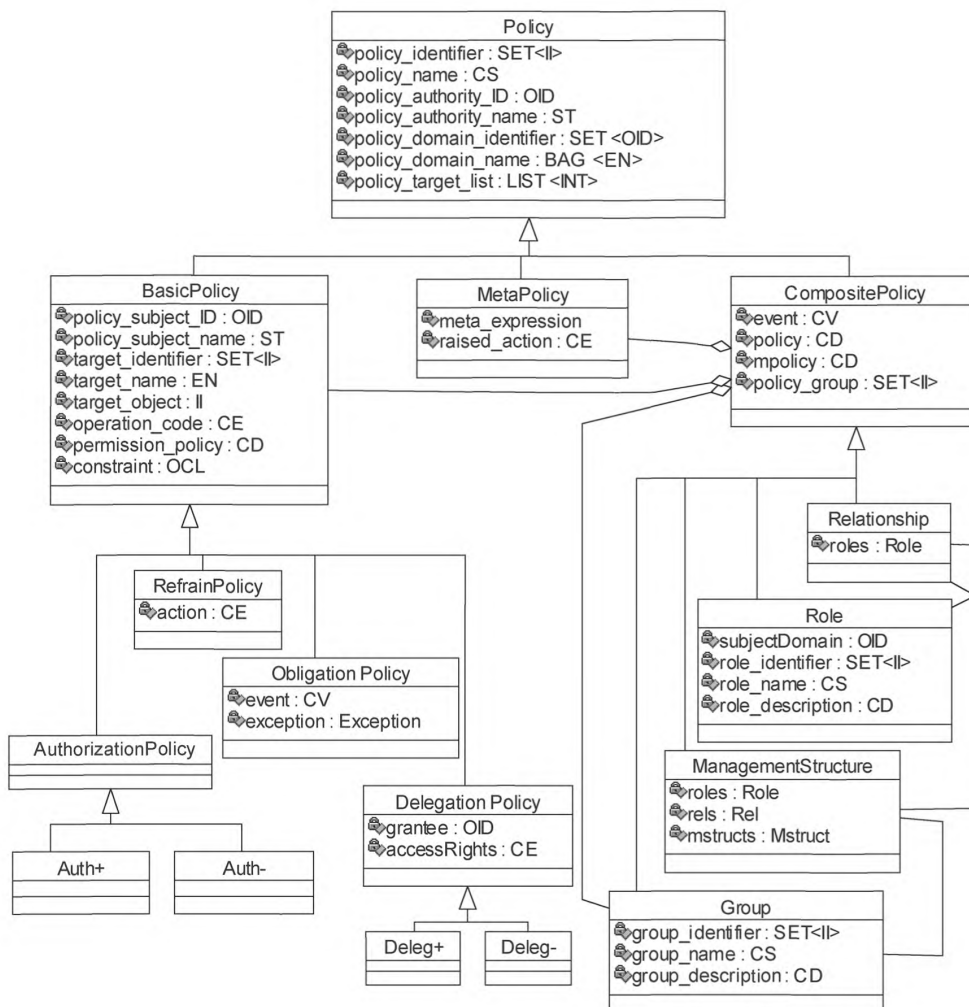 Policy
policy_identifier : SET<II>
policy_name : CS
policy_authority_ID : OID
policy_authority_name : ST
policy_domain_identifier : SET <OID>
policy_domain_name : BAG <EN>
policy_target_list : LIST <INT>
BasicPolicy
policy_subject_ID : OID
policy_subject_name : ST
target_identifier : SET<II>
target_name : EN
target_object : II
operation_code : CE
permission_policy : CD
constraint : OCL
MetaPolicy
meta_expression
raised_action : CE
CompositePolicy
event : CV
policy : CD
mpolicy : CD
policy_group : SET<II>
Relationship
roles : Role
RefrainPolicy
action : CE
Role
subjectDomain : OID
role_identifier : SET<II>
role_name : CS
role_description : CD
Obligation Policy
event : CV
exception : Exception
AuthorizationPolicy
ManagementStructure
roles : Role
rels : Rel
mstructs : Mstruct
Delegation Policy
grantee : OID
accessRights : CE
Auth+
Auth-
Group
group_identifier : SET<II>
group_name : CS
group_description : CD
Deleg+
Deleg-